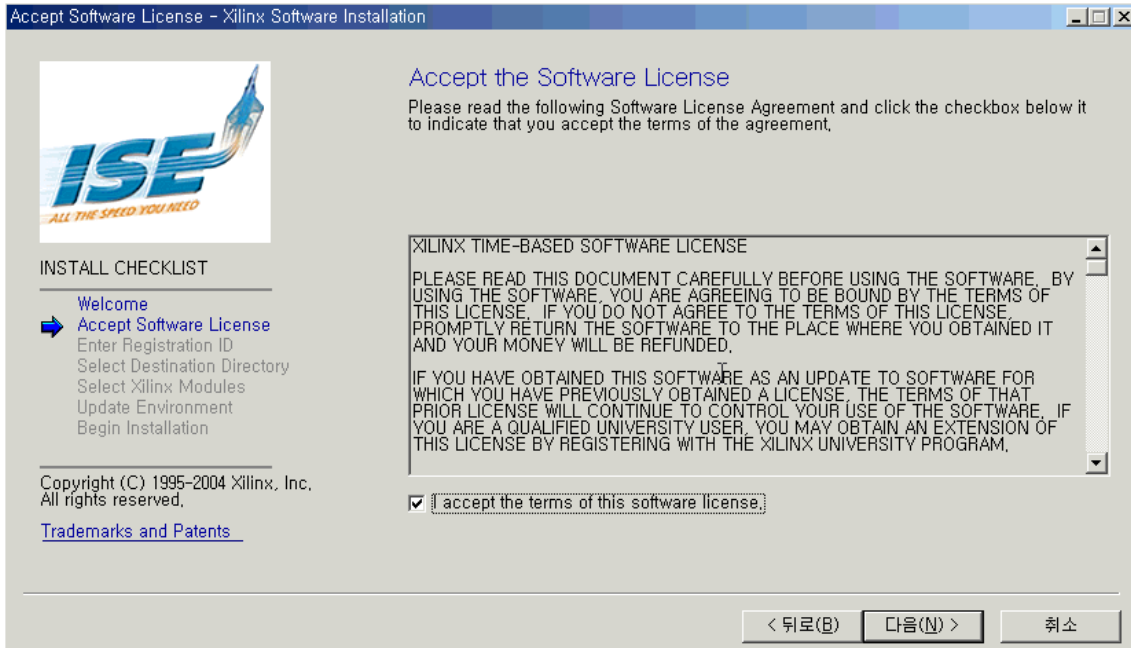 Accept Software License - Xilinx Software Installation
ISE
ALL THE SPEED YOU NEED
INSTALL CHECKLIST
Welcome
Accept Software License
Enter Registration ID
Select Destination Directory
Select Xilinx Modules
Update Environment
Begin Installation
Copyright (C) 1995-2004 Xilinx, Inc.
All rights reserved.
Trademarks and Patents
Accept the Software License
Please read the following Software License Agreement and click the checkbox below it
to indicate that you accept the terms of the agreement.
XILINX TIME-BASED SOFTWARE LICENSE
PLEASE READ THIS DOCUMENT CAREFULLY BEFORE USING THE SOFTWARE. BY
USING THE SOFTWARE, YOU ARE AGREEING TO BE BOUND BY THE TERMS OF
THIS LICENSE. IF YOU DO NOT AGREE TO THE TERMS OF THIS LICENSE,
PROMPTLY RETURN THE SOFTWARE TO THE PLACE WHERE YOU OBTAINED IT
AND YOUR MONEY WILL BE REFUNDED.
IF YOU HAVE OBTAINED THIS SOFTWARE AS AN UPDATE TO SOFTWARE FOR
WHICH YOU HAVE PREVIOUSLY OBTAINED A LICENSE, THE TERMS OF THAT
PRIOR LICENSE WILL CONTINUE TO CONTROL YOUR USE OF THE SOFTWARE. IF
YOU ARE A QUALIFIED UNIVERSITY USER, YOU MAY OBTAIN AN EXTENSION OF
THIS LICENSE BY REGISTERING WITH THE XILINX UNIVERSITY PROGRAM.
I accept the terms of this software license.
< 뒤로(B)
다음(N) >
취소